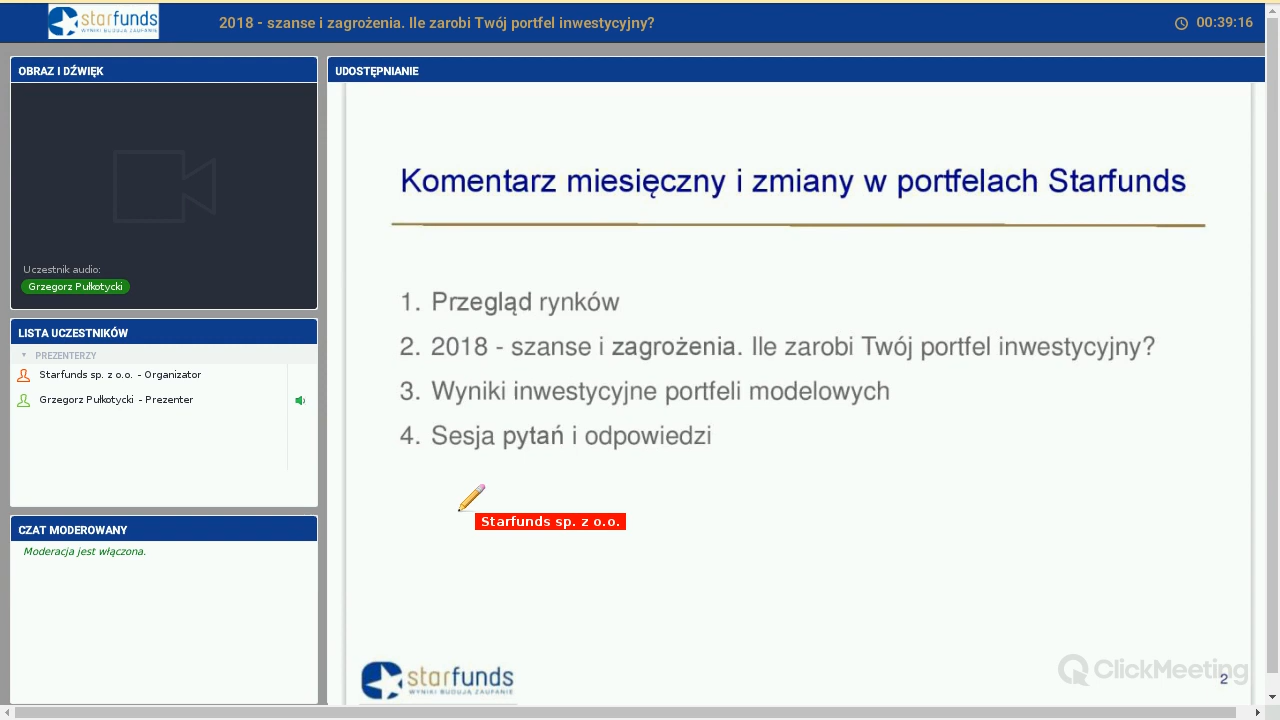 starfunds
WYNIKI BUDUJĄ ZAUFANIE
2018 - szanse i zagrożenia. Ile zarobi Twój portfel inwestycyjny?
00:39:16
OBRAZ I DŹWIĘK
Uczestnik audio:
Grzegorz Pułkotycki
LISTA UCZESTNIKÓW
PREZENTERZY
Starfunds sp. z o.o. - Organizator
Grzegorz Pułkotycki - Prezenter
CZAT MODEROWANY
Moderacja jest włączona.
UDOSTĘPNIANIE
Komentarz miesięczny i zmiany w portfelach Starfunds
1. Przegląd rynków
2. 2018 - szanse i zagrożenia. Ile zarobi Twój portfel inwestycyjny?
3. Wyniki inwestycyjne portfeli modelowych
4. Sesja pytań i odpowiedzi
Starfunds sp. z o.o.
starfunds
WYNIKI BUDUJĄ ZAUFANIE
ClickMeeting
2